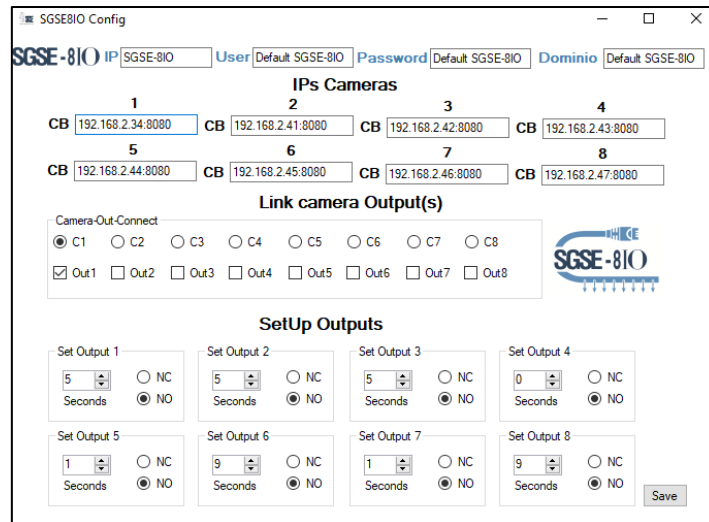 SGSE8IO Config
SGSE-8IO IP SGSE-8IO User Default SGSE-8IO Password Default SGSE-8IO Dominio Default SGSE-8IO
IPs Cameras
1 2 3 4
CB 192.168.2.34:8080 CB 192.168.2.41:8080 CB 192.168.2.42:8080 CB 192.168.2.43:8080
5 6 7 8
CB 192.168.2.44:8080 CB 192.168.2.45:8080 CB 192.168.2.46:8080 CB 192.168.2.47:8080
Link camera Output(s)
Camera-Out-Connect
C1 C2 C3 C4 C5 C6 C7 C8
Out1 Out2 Out3 Out4 Out5 Out6 Out7 Out8
SGSE-8IO
SetUp Outputs
Set Output 1 Set Output 2 Set Output 3 Set Output 4
5 NC 5 NC 5 NC 0 NC
Seconds NO Seconds NO Seconds NO Seconds NO
Set Output 5 Set Output 6 Set Output 7 Set Output 8
1 NC 9 NC 1 NC 9 NC
Seconds NO Seconds NO Seconds NO Seconds NO
Save